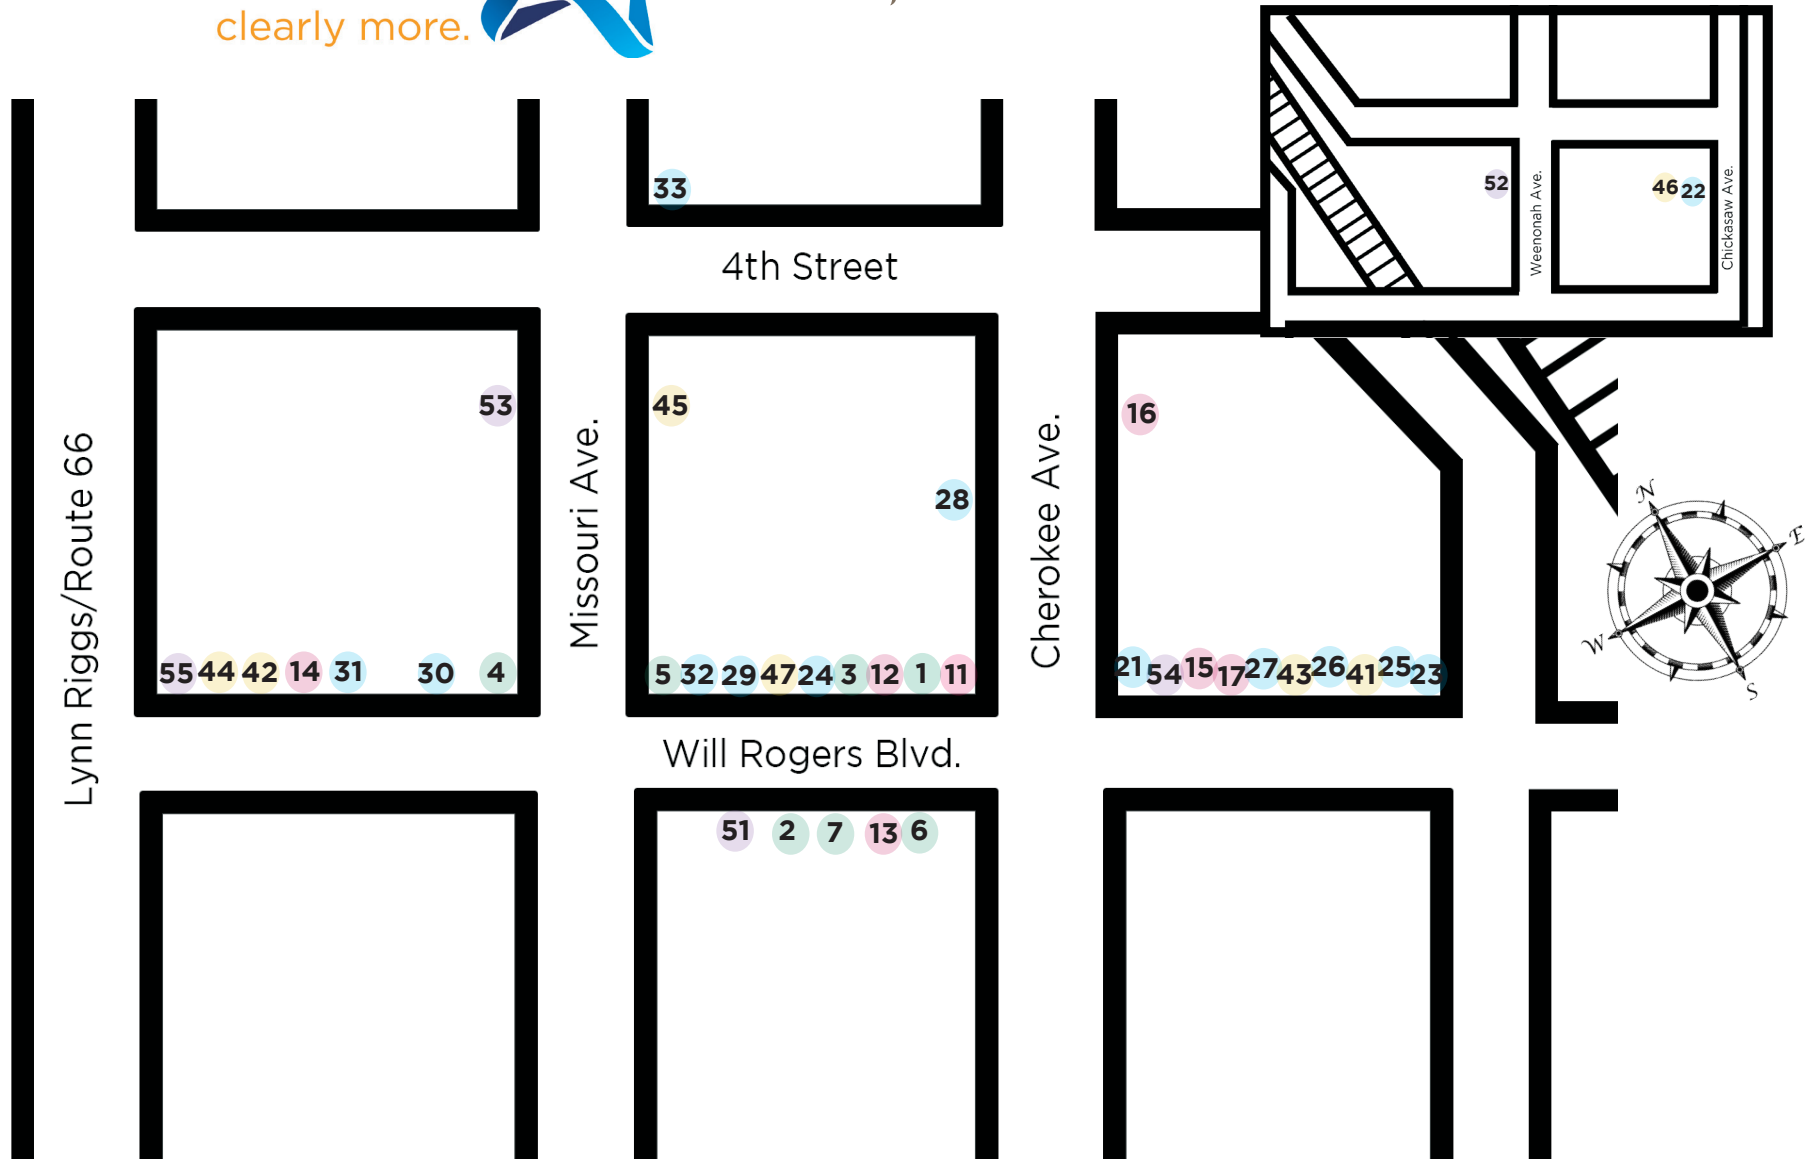 clearly more.
33
4th Street
52
Weenonah Ave.
46 22
Chickasaw Ave.
Lynn Riggs/Route 66
53
Missouri Ave.
45
28
Cherokee Ave.
16
N
E
W
S
55 44 42 14 31 30 4
5 32 29 47 24 3 12 1 11
21 54 15 17 27 43 26 41 25 23
Will Rogers Blvd.
51 2 7 13 6